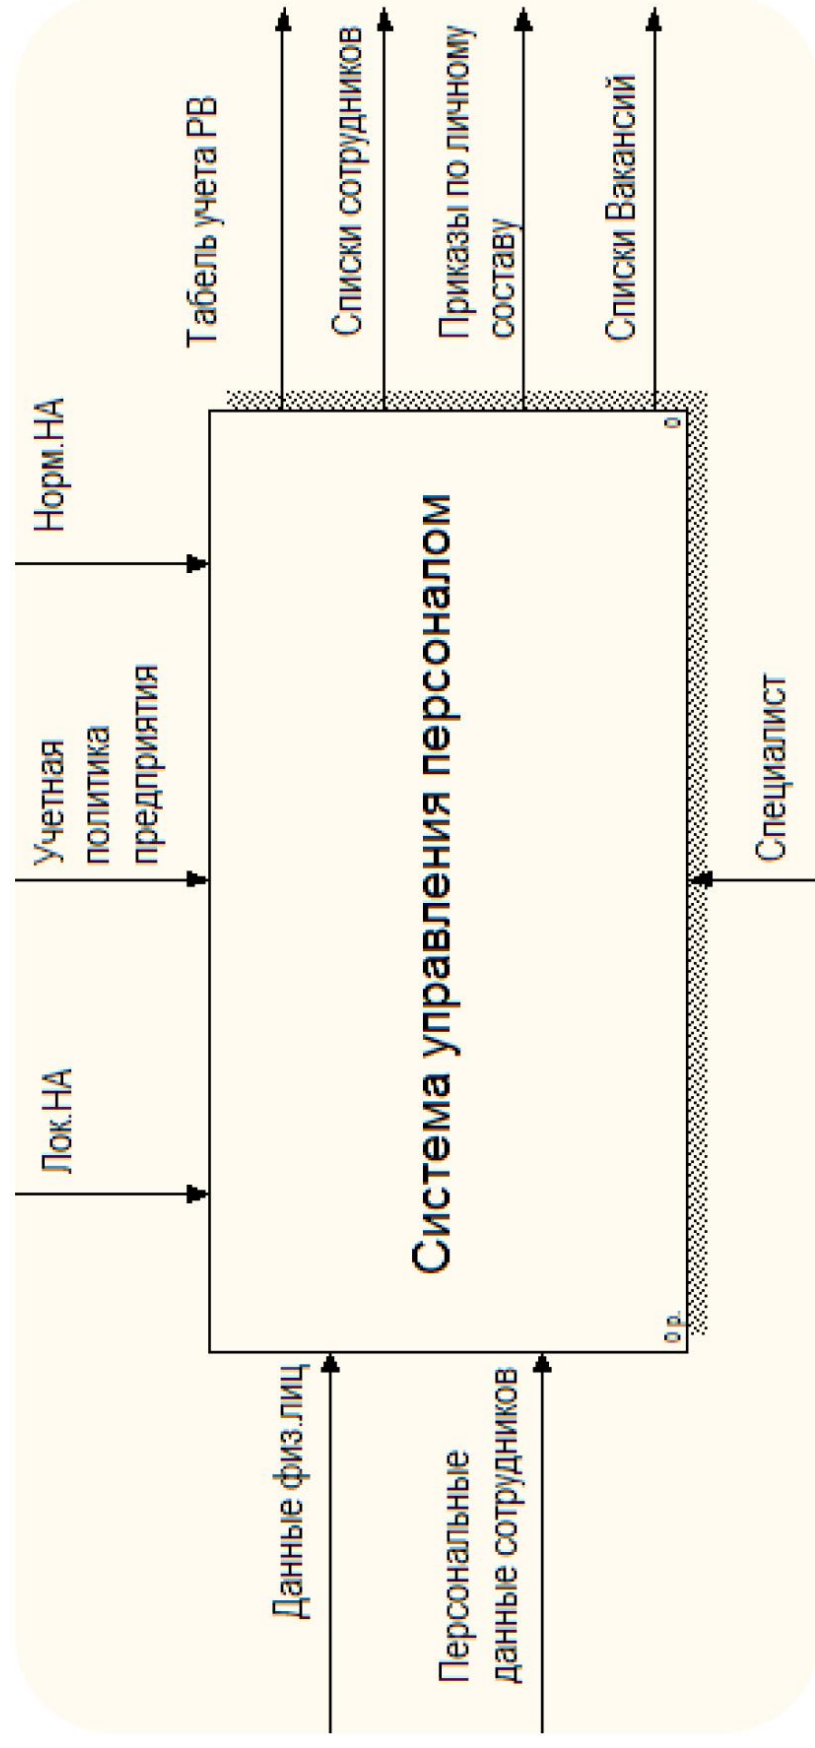 Лок.НА
Учетная
политика
предприятия
Норм.НА
Данные физ.лиц
Персональные
данные сотрудников
Система управления персоналом
0 р.
0
Табель учета РВ
Списки сотрудников
Приказы по личному
составу
Списки Вакансий
Специалист